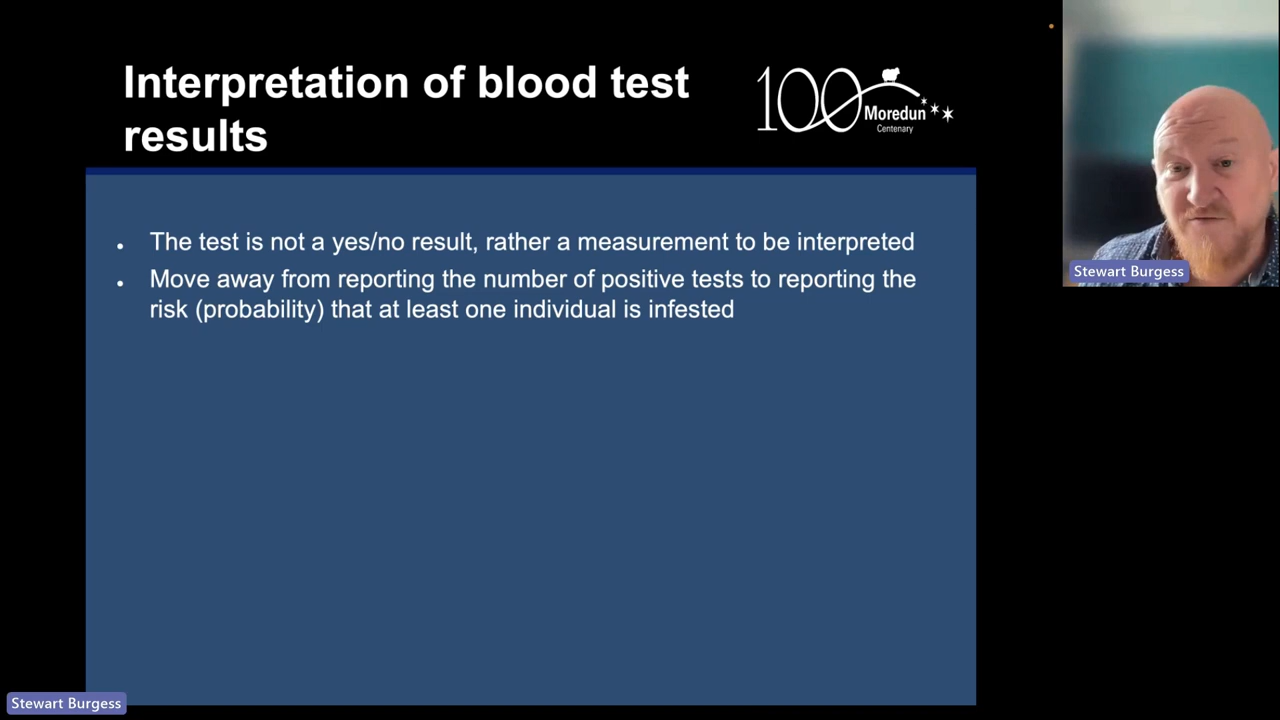 Interpretation of blood test
results
100
Moredun
Centenary
• The test is not a yes/no result, rather a measurement to be interpreted
• Move away from reporting the number of positive tests to reporting the
risk (probability) that at least one individual is infested
Stewart Burgess
Stewart Burgess